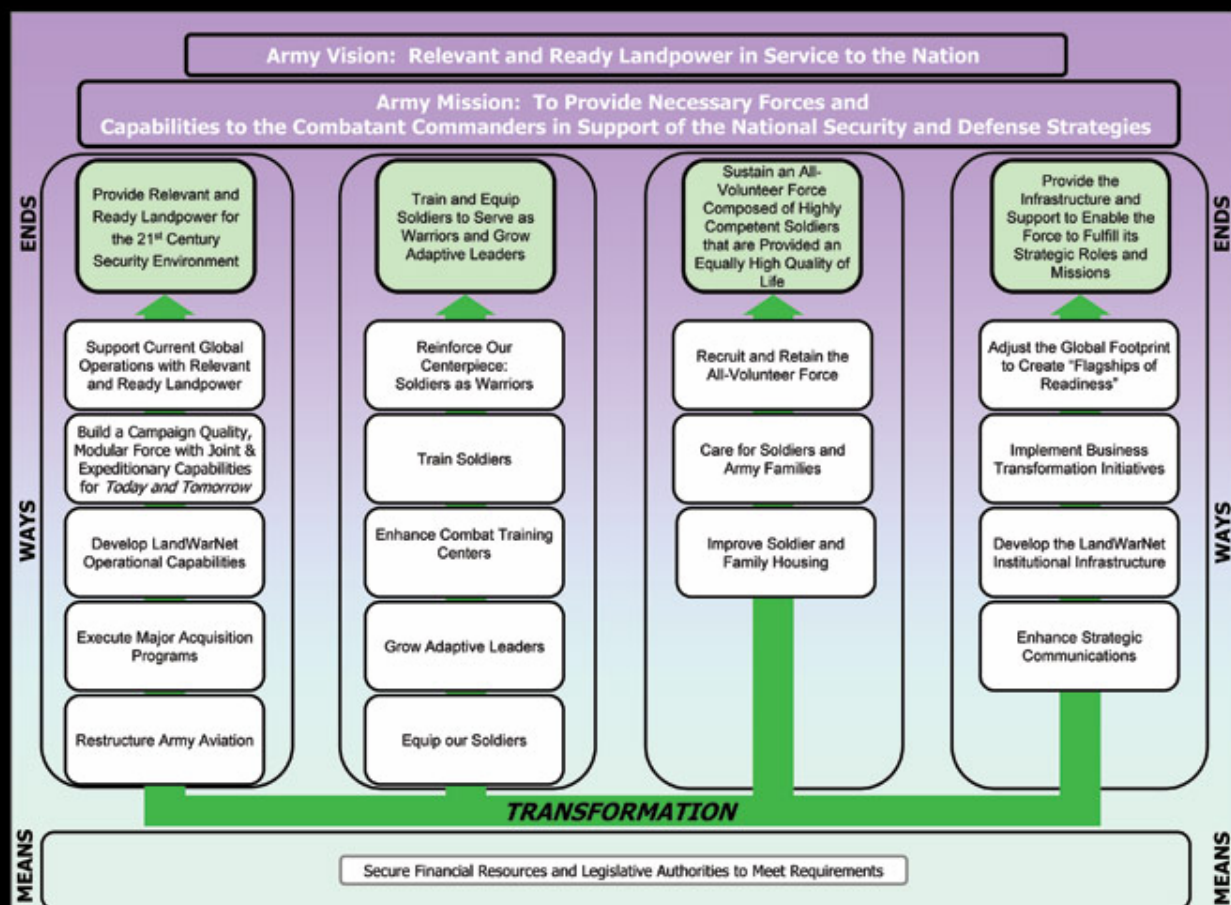 Army Vision: Relevant and Ready Landpower in Service to the Nation
Army Mission: To Provide Necessary Forces and
Capabilities to the Combatant Commanders in Support of the National Security and Defense Strategies
ENDS
Provide Relevant and
Ready Landpower for
the 21st Century
Security Environment
Train and Equip
Soldiers to Serve as
Warriors and Grow
Adaptive Leaders
Sustain an All-
Volunteer Force
Composed of Highly
Competent Soldiers
that are Provided an
Equally High Quality of
Life
Provide the
Infrastructure and
Support to Enable the
Force to Fulfill its
Strategic Roles and
Missions
ENDS
WAYS
Support Current Global
Operations with Relevant
and Ready Landpower
Build a Campaign Quality,
Modular Force with Joint &
Expeditionary Capabilities
for Today and Tomorrow
Develop LandWarNet
Operational Capabilities
Execute Major Acquisition
Programs
Restructure Army Aviation
Reinforce Our
Centerpiece:
Soldiers as Warriors
Train Soldiers
Enhance Combat Training
Centers
Grow Adaptive Leaders
Equip our Soldiers
Recruit and Retain the
All-Volunteer Force
Care for Soldiers and
Army Families
Improve Soldier and
Family Housing
Adjust the Global Footprint
to Create "Flagships of
Readiness"
Implement Business
Transformation Initiatives
Develop the LandWarNet
Institutional Infrastructure
Enhance Strategic
Communications
WAYS
TRANSFORMATION
MEANS
Secure Financial Resources and Legislative Authorities to Meet Requirements
MEANS